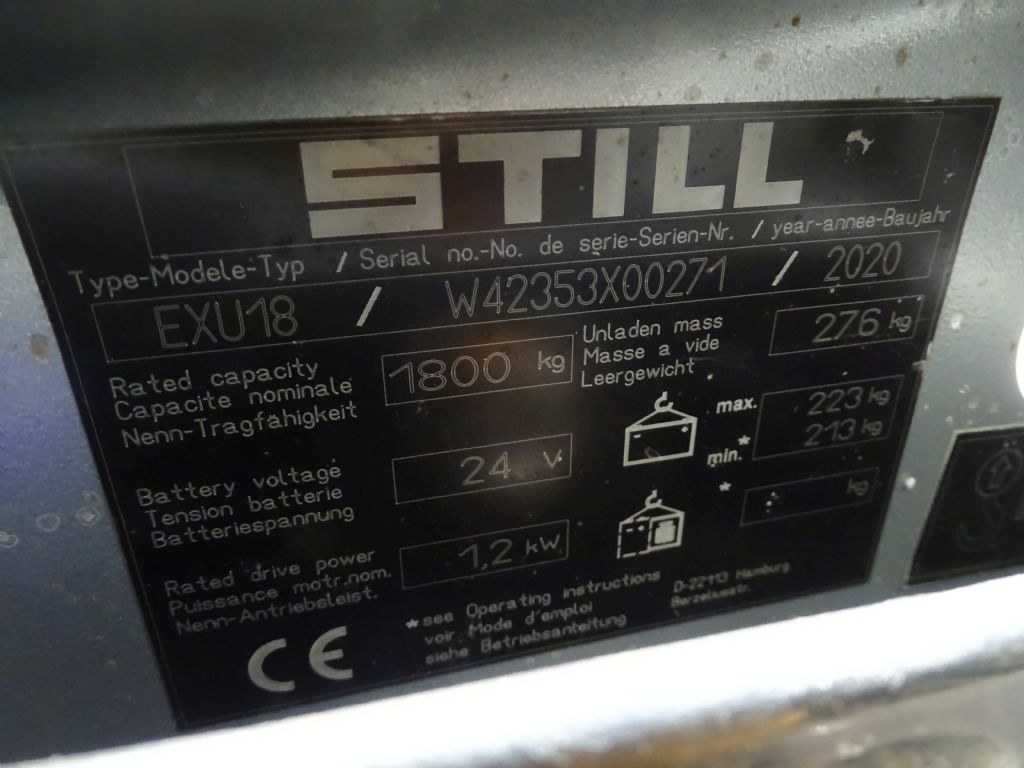 STILL
Type-Modele-Typ / Serial no.-No. de serie-Serien-Nr. / year-annee-Baujahr
EXU18 / W42353X00271 / 2020
Rated capacity
Capacite nominale
Nenn-Tragfähigkeit
1800 kg
Unladen mass
Masse a vide
Leergewicht
276 kg
Battery voltage
Tension batterie
Batteriespannung
24 V
max. 223 kg
*
min. 213 kg
* kg
Rated drive power
Puissance motr.nom.
Nenn-Antriebsleist.
1,2 kW
*see Operating instructions
voir Mode d'emploi
siehe Betriebsanteitung
D-22113 Hamburg
Berzeliusstr.
CE